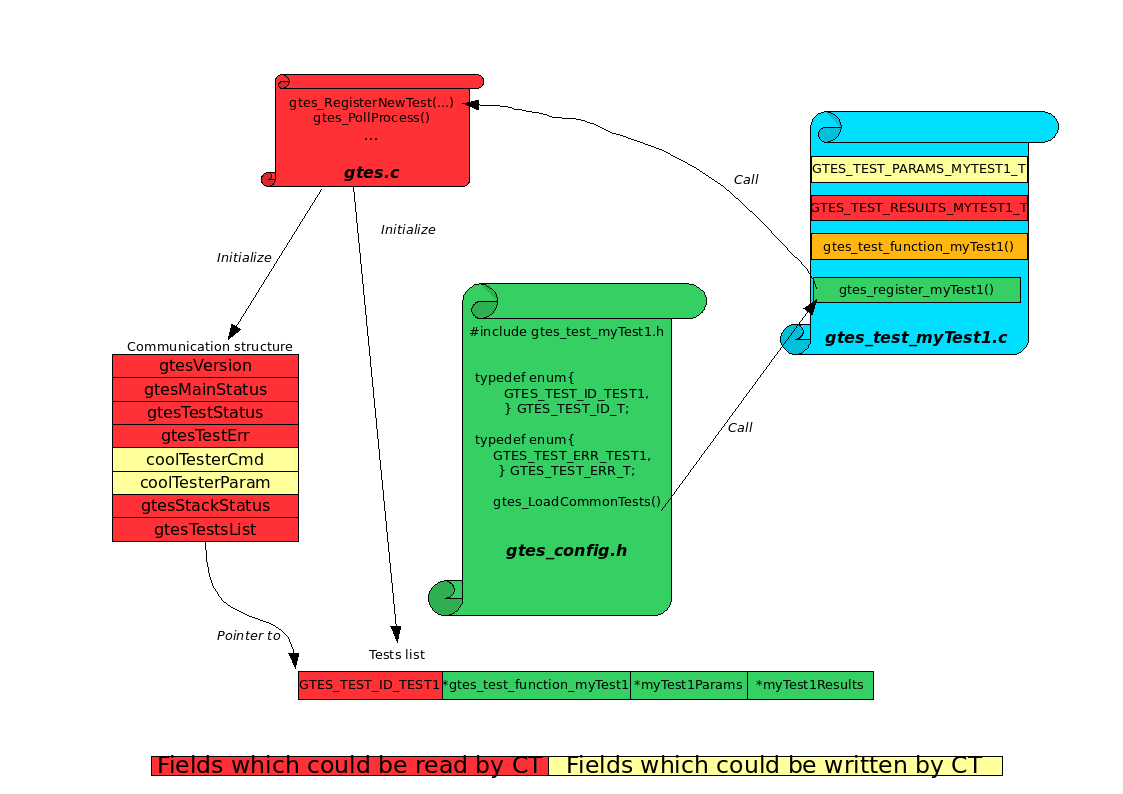 gtes_RegisterNewTest(...)
gtes_PollProcess()
...
gtes.c
Call
GTES_TEST_PARAMS_MYTEST1_T
GTES_TEST_RESULTS_MYTEST1_T
gtes_test_function_myTest1()
gtes_register_myTest1()
gtes_test_myTest1.c
Initialize
Initialize
#include gtes_test_myTest1.h
typedef enum{
GTES_TEST_ID_TEST1,
} GTES_TEST_ID_T;
typedef enum{
GTES_TEST_ERR_TEST1,
} GTES_TEST_ERR_T;
gtes_LoadCommonTests()
gtes_config.h
Call
Communication structure
gtesVersion
gtesMainStatus
gtesTestStatus
gtesTestErr
coolTesterCmd
coolTesterParam
gtesStackStatus
gtesTestsList
Pointer to
Tests list
GTES_TEST_ID_TEST1
*gtes_test_function_myTest1
*myTest1Params
*myTest1Results
Fields which could be read by CT
Fields which could be written by CT